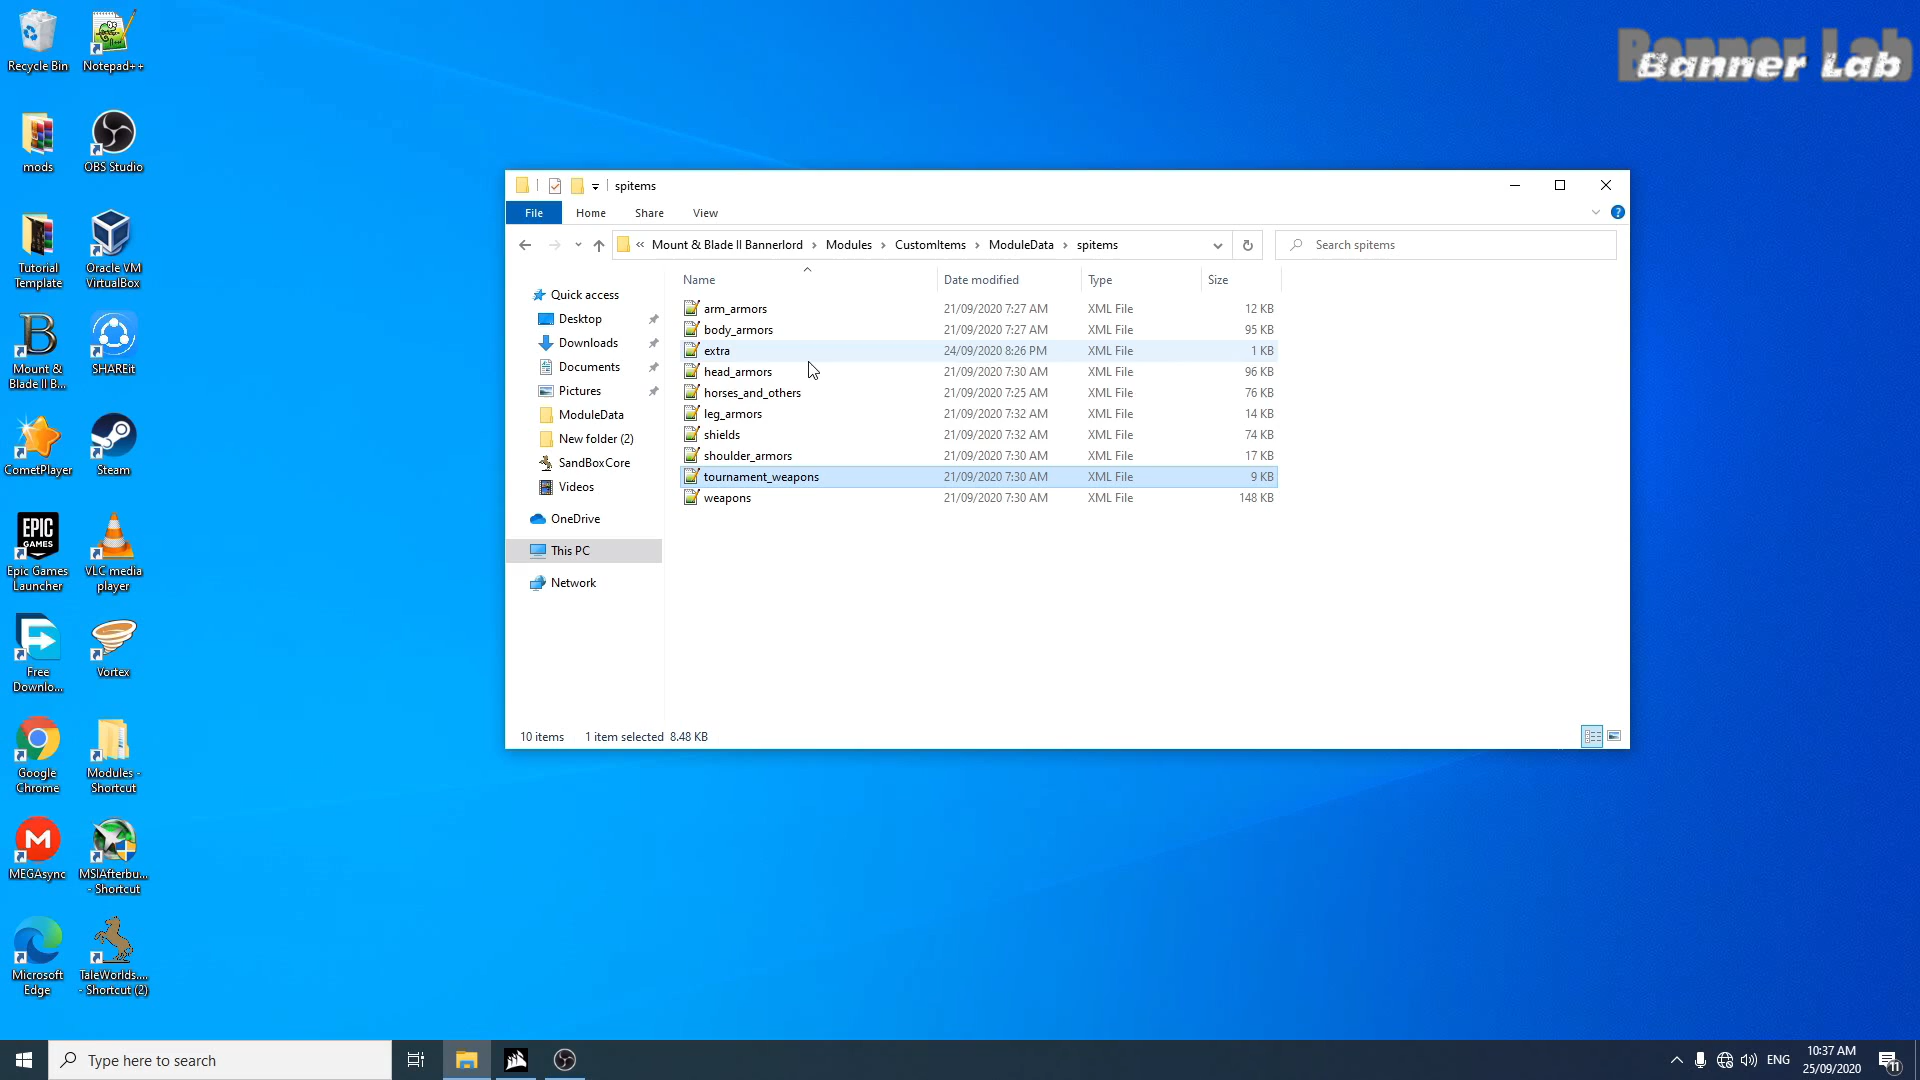 Banner Lab
Banner Lab
Recycle Bin
Notepad++
mods
OBS Studio
Tutorial
Template
Oracle VM
VirtualBox
Mount &
Blade II B...
SHAREit
CometPlayer
Steam
EPIC
GAMES
Epic Games
Launcher
VLC media
player
Free
Downlo...
Vortex
Google
Chrome
Modules -
Shortcut
MEGAsync
MSIAfterbu...
- Shortcut
Microsoft
Edge
TaleWorlds....
- Shortcut (2)
spitems
File Home Share View
« Mount & Blade II Bannerlord › Modules › CustomItems › ModuleData › spitems
Search spitems
Quick access
Desktop
Downloads
Documents
Pictures
ModuleData
New folder (2)
SandBoxCore
Videos
OneDrive
This PC
Network
Name Date modified Type Size
arm_armors 21/09/2020 7:27 AM XML File 12 KB
body_armors 21/09/2020 7:27 AM XML File 95 KB
extra 24/09/2020 8:26 PM XML File 1 KB
head_armors 21/09/2020 7:30 AM XML File 96 KB
horses_and_others 21/09/2020 7:25 AM XML File 76 KB
leg_armors 21/09/2020 7:32 AM XML File 14 KB
shields 21/09/2020 7:32 AM XML File 74 KB
shoulder_armors 21/09/2020 7:30 AM XML File 17 KB
tournament_weapons 21/09/2020 7:30 AM XML File 9 KB
weapons 21/09/2020 7:30 AM XML File 148 KB
10 items 1 item selected 8.48 KB
Type here to search
ENG
10:37 AM
25/09/2020
11